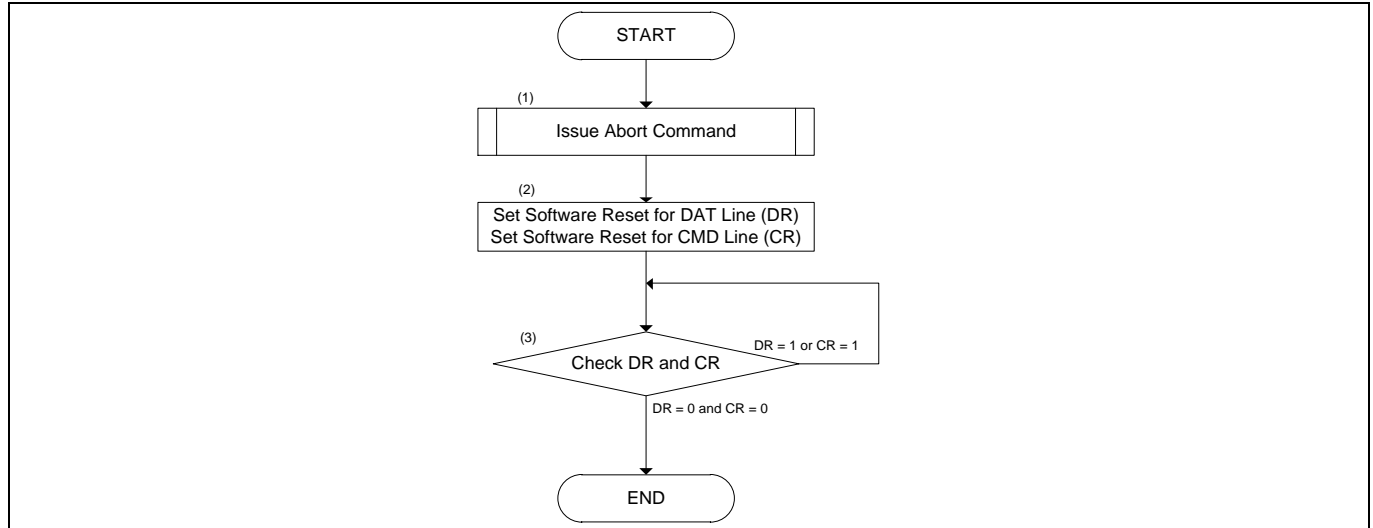 START
(1)
Issue Abort Command
(2)
Set Software Reset for DAT Line (DR)
Set Software Reset for CMD Line (CR)
(3)
Check DR and CR
DR = 1 or CR = 1
DR = 0 and CR = 0
END